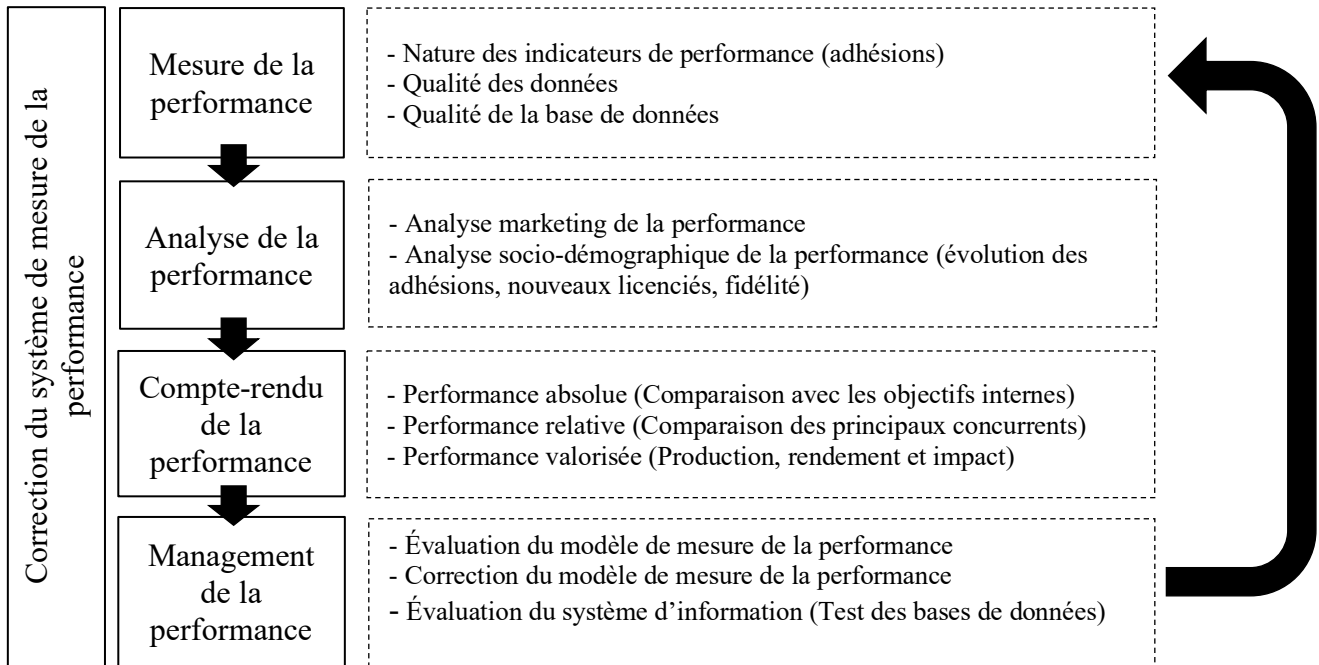 Correction du système de mesure de la
performance
Mesure de la
performance
- Nature des indicateurs de performance (adhésions)
- Qualité des données
- Qualité de la base de données
Analyse de la
performance
- Analyse marketing de la performance
- Analyse socio-démographique de la performance (évolution des
adhésions, nouveaux licenciés, fidélité)
Compte-rendu
de la
performance
- Performance absolue (Comparaison avec les objectifs internes)
- Performance relative (Comparaison des principaux concurrents)
- Performance valorisée (Production, rendement et impact)
Management
de la
performance
- Évaluation du modèle de mesure de la performance
- Correction du modèle de mesure de la performance
- Évaluation du système d’information (Test des bases de données)